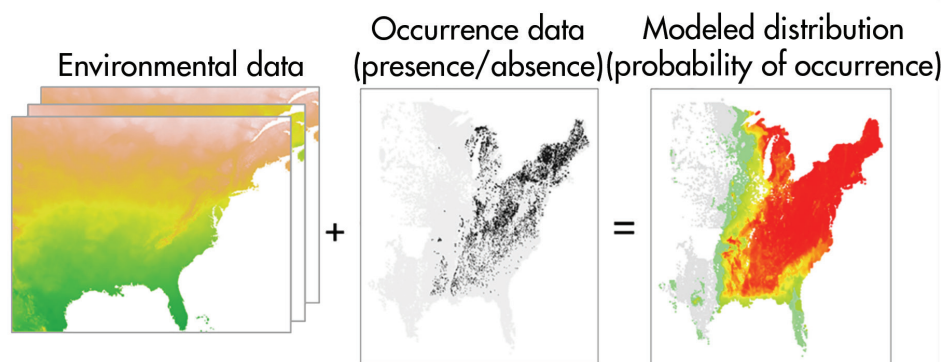 Environmental data
Occurrence data
(presence/absence)
Modeled distribution
(probability of occurrence)
+
=